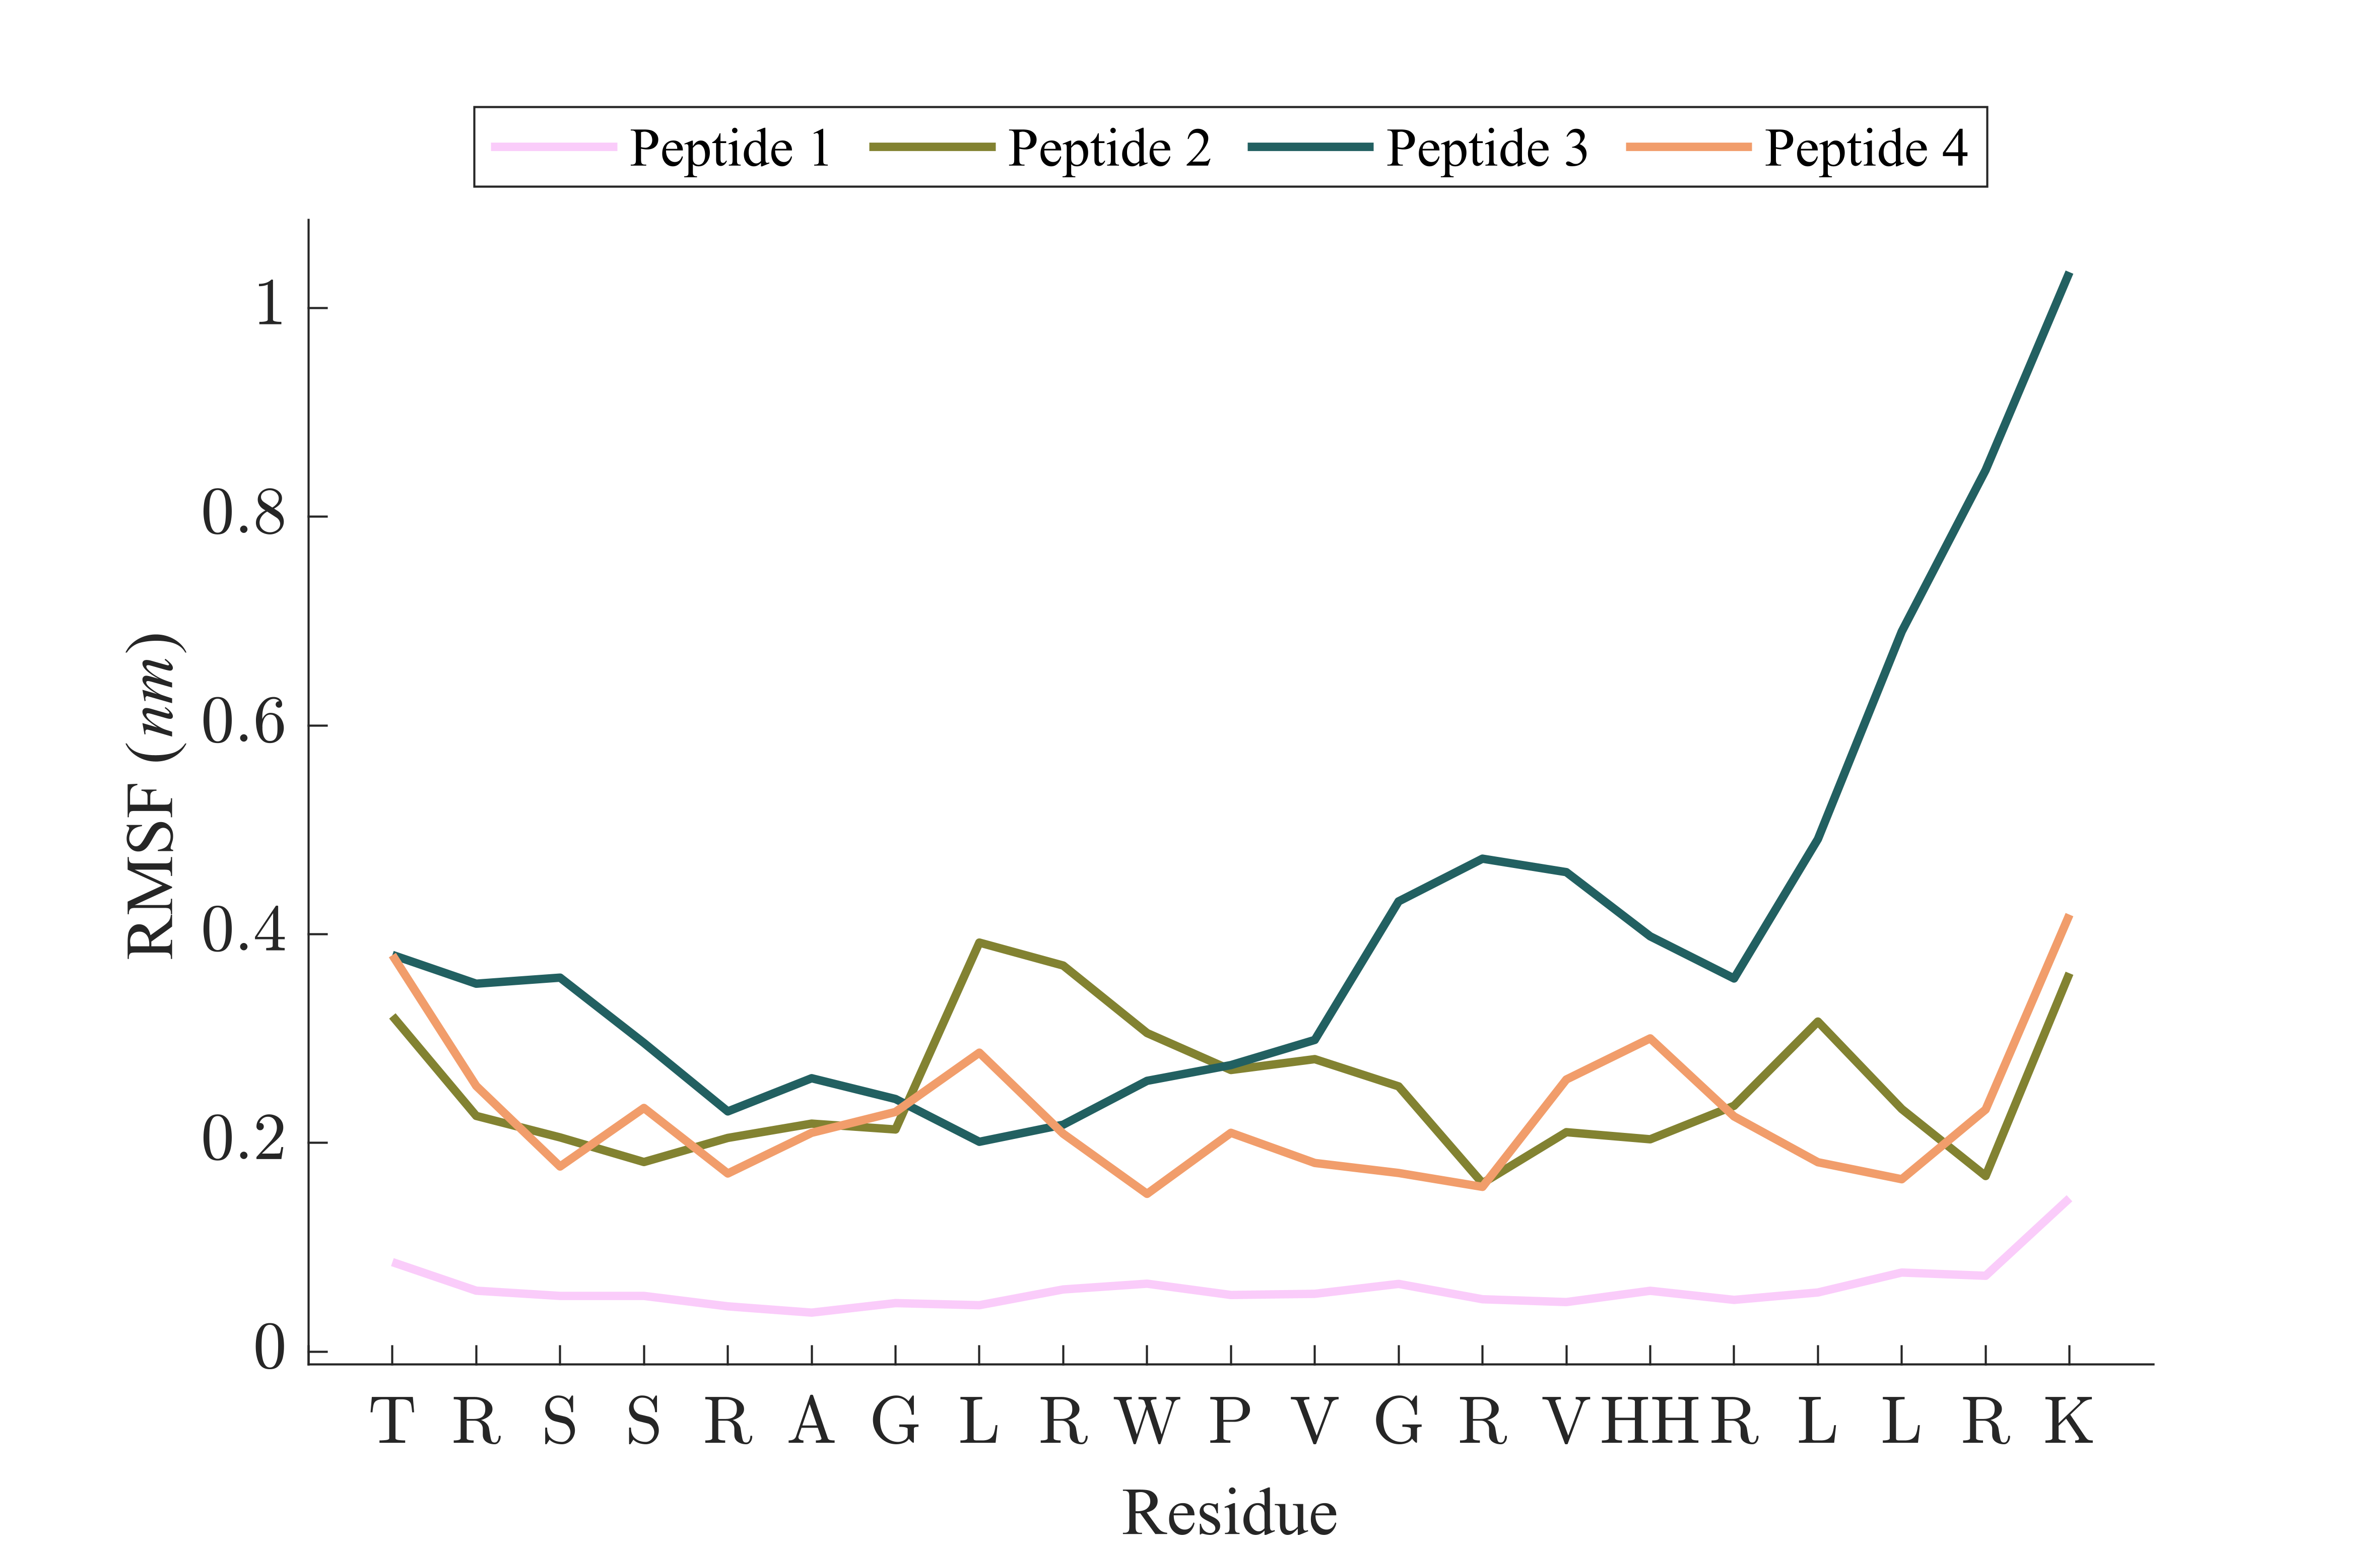 Peptide 1 Peptide 2 Peptide 3 Peptide 4
1
0.8
0.6
0.4
0.2
0
RMSF (nm)
T R S S R A G L R W P V G R V HH R L L R K
Residue